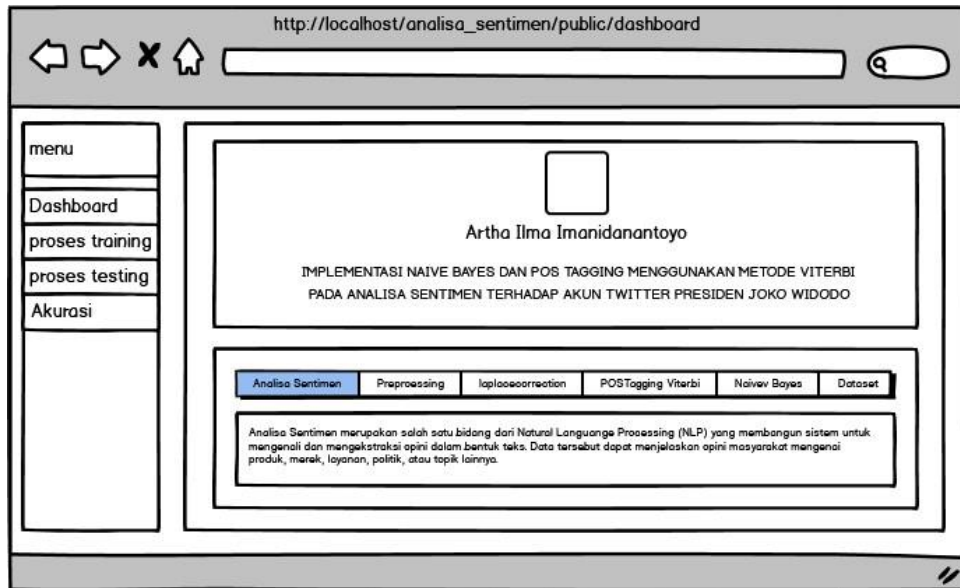 http://localhost/analisa_sentimen/public/dashboard
menu
Dashboard
proses training
proses testing
Akurasi
Artha Ilma Imanidanantoyo
IMPLEMENTASI NAIVE BAYES DAN POS TAGGING MENGGUNAKAN METODE VITERBI
PADA ANALISA SENTIMEN TERHADAP AKUN TWITTER PRESIDEN JOKO WIDODO
Analisa Sentimen Preprosessing laplacecorrection POSTagging Viterbi Naivev Bayes Dataset
Analisa Sentimen merupakan salah satu bidang dari Natural Languange Processing (NLP) yang membangun sistem untuk
mengenali dan mengekstraksi opini dalam bentuk teks. Data tersebut dapat menjelaskan opini masyarakat mengenai
produk, merek, layanan, politik, atau topik lainnya.